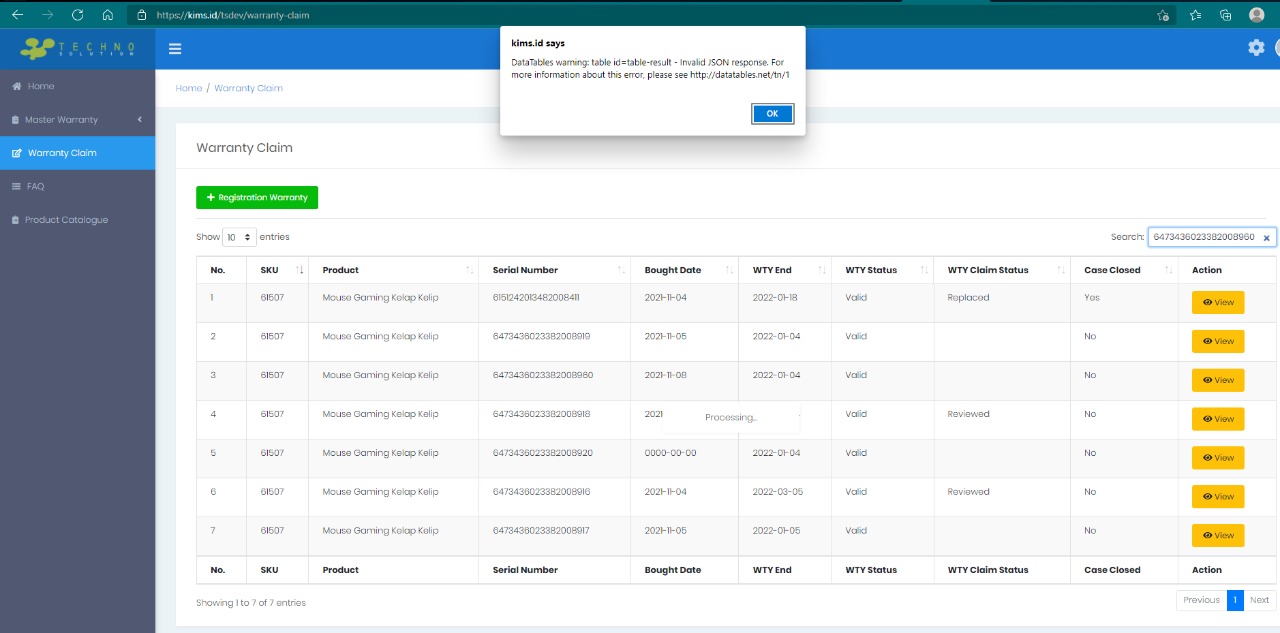 https://kims.id/tsdev/warranty-claim
TECHNO
SOLUTION
kims.id says
DataTables warning: table id=table-result - Invalid JSON response. For
more information about this error, please see http://datatables.net/tn/1
OK
Home
Master Warranty
Warranty Claim
FAQ
Product Catalogue
Home / Warranty Claim
Warranty Claim
+ Registration Warranty
Show 10 entries
Search: 6473436023382008960 ×
No. SKU Product Serial Number Bought Date WTY End WTY Status WTY Claim Status Case Closed Action
1 61507 Mouse Gaming Kelap Kelip 6151242013482008411 2021-11-04 2022-01-18 Valid Replaced Yes View
2 61507 Mouse Gaming Kelap Kelip 6473436023382008919 2021-11-05 2022-01-04 Valid No View
3 61507 Mouse Gaming Kelap Kelip 6473436023382008960 2021-11-08 2022-01-04 Valid No View
4 61507 Mouse Gaming Kelap Kelip 6473436023382008918 2021 Valid Reviewed No View
Processing...
5 61507 Mouse Gaming Kelap Kelip 6473436023382008920 0000-00-00 2022-01-04 Valid No View
6 61507 Mouse Gaming Kelap Kelip 6473436023382008916 2021-11-04 2022-03-05 Valid Reviewed No View
7 61507 Mouse Gaming Kelap Kelip 6473436023382008917 2021-11-05 2022-01-05 Valid No View
No. SKU Product Serial Number Bought Date WTY End WTY Status WTY Claim Status Case Closed Action
Showing 1 to 7 of 7 entries
Previous 1 Next